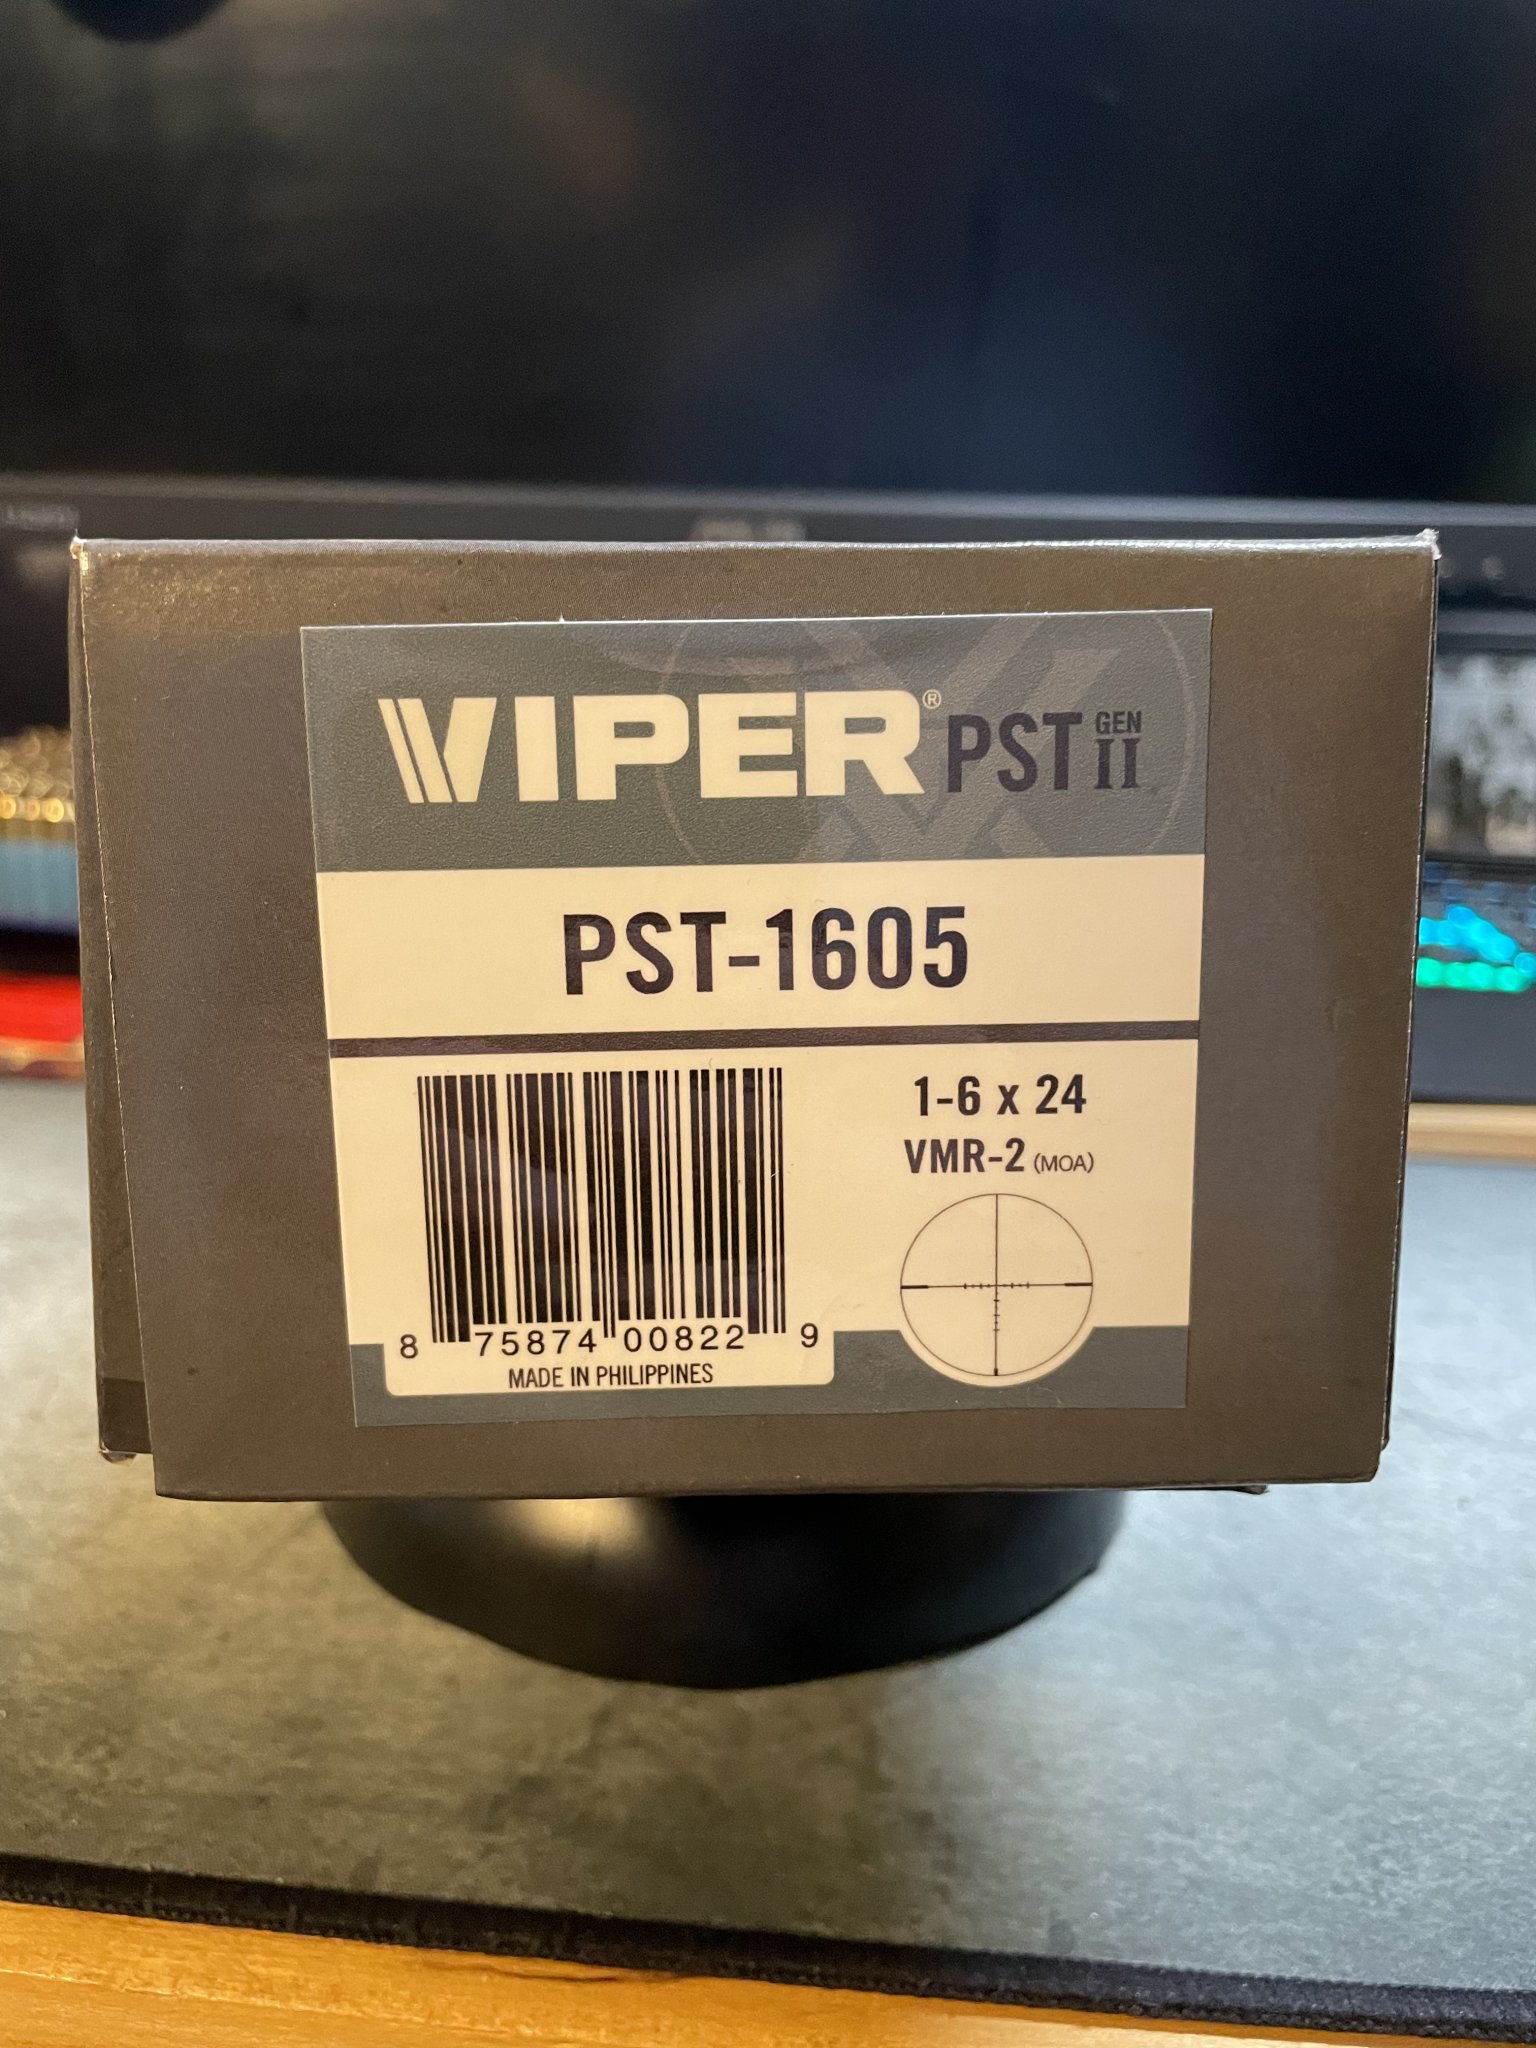 VIPER® PST GEN II
PST-1605
1-6 x 24
VMR-2 (MOA)
8 75874 00822 9
MADE IN PHILIPPINES